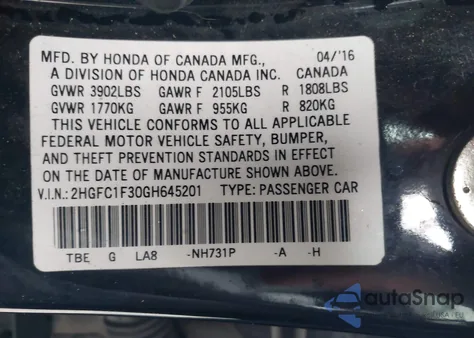 MFD. BY HONDA OF CANADA MFG., 04/'16
A DIVISION OF HONDA CANADA INC. CANADA
GVWR 3902LBS GAWR F 2105LBS R 1808LBS
GVWR 1770KG GAWR F 955KG R 820KG
THIS VEHICLE CONFORMS TO ALL APPLICABLE
FEDERAL MOTOR VEHICLE SAFETY, BUMPER,
AND THEFT PREVENTION STANDARDS IN EFFECT
ON THE DATE OF MANUFACTURE SHOWN ABOVE.
V.I.N.: 2HGFC1F30GH645201 TYPE: PASSENGER CAR
TBE G LA8 -NH731P -A -H
autoSnap